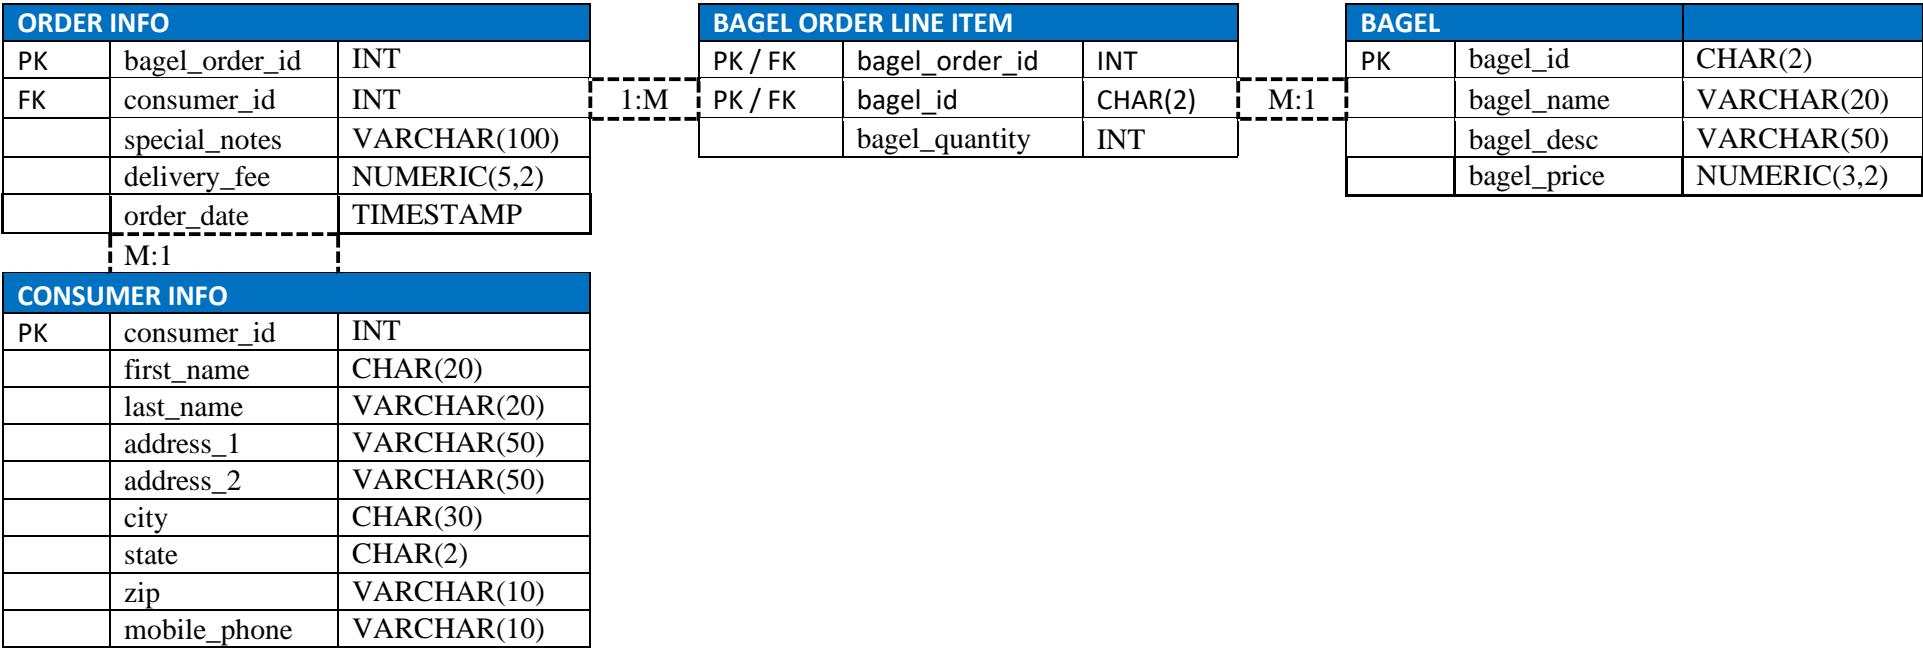 ORDER INFO
PK bagel_order_id INT
FK consumer_id INT
special_notes VARCHAR(100)
delivery_fee NUMERIC(5,2)
order_date TIMESTAMP
1:M
BAGEL ORDER LINE ITEM
PK / FK bagel_order_id INT
PK / FK bagel_id CHAR(2)
bagel_quantity INT
M:1
BAGEL
PK bagel_id CHAR(2)
bagel_name VARCHAR(20)
bagel_desc VARCHAR(50)
bagel_price NUMERIC(3,2)
M:1
CONSUMER INFO
PK consumer_id INT
first_name CHAR(20)
last_name VARCHAR(20)
address_1 VARCHAR(50)
address_2 VARCHAR(50)
city CHAR(30)
state CHAR(2)
zip VARCHAR(10)
mobile_phone VARCHAR(10)